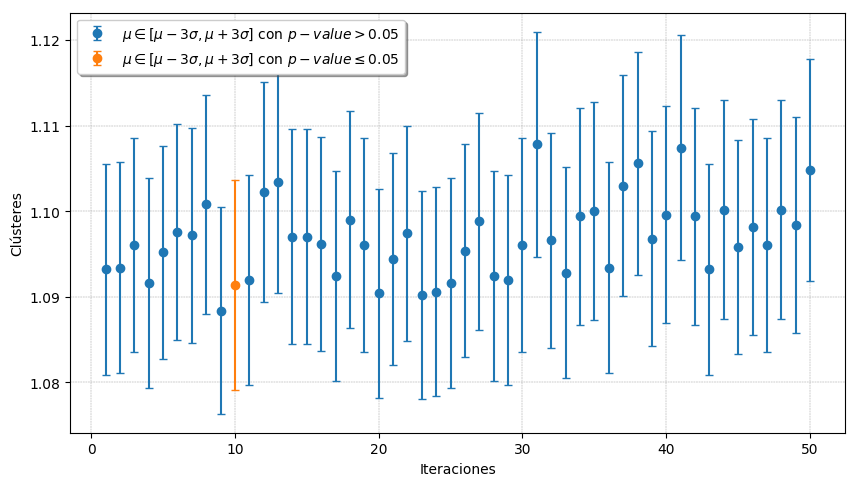 μ ∈ [μ − 3σ, μ + 3σ] con p − value > 0.05
μ ∈ [μ − 3σ, μ + 3σ] con p − value ≤ 0.05
1.12
1.11
1.10
1.09
1.08
Clústeres
0 10 20 30 40 50
Iteraciones